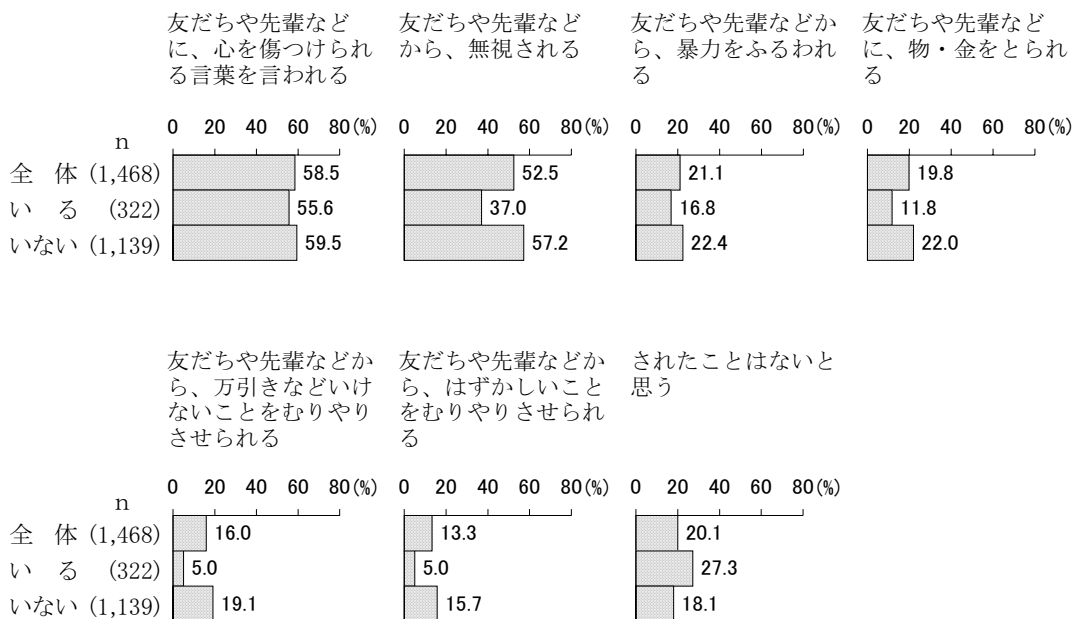 友だちや先輩など
に、心を傷つけられ
る言葉を言われる
友だちや先輩など
から、無視される
友だちや先輩などか
ら、暴力をふるわれ
る
友だちや先輩など
に、物・金をとられ
る
n
0 20 40 60 80(%)
0 20 40 60 80(%)
0 20 40 60 80(%)
0 20 40 60 80(%)
全 体 (1,468) 58.5 52.5 21.1 19.8
い る (322) 55.6 37.0 16.8 11.8
いない (1,139) 59.5 57.2 22.4 22.0
友だちや先輩などか
ら、万引きなどいけ
ないことをむりやり
させられる
友だちや先輩などか
ら、はずかしいこと
をむりやりさせられ
る
されたことはないと
思う
n
0 20 40 60 80(%)
0 20 40 60 80(%)
0 20 40 60 80(%)
全 体 (1,468) 16.0 13.3 20.1
い る (322) 5.0 5.0 27.3
いない (1,139) 19.1 15.7 18.1